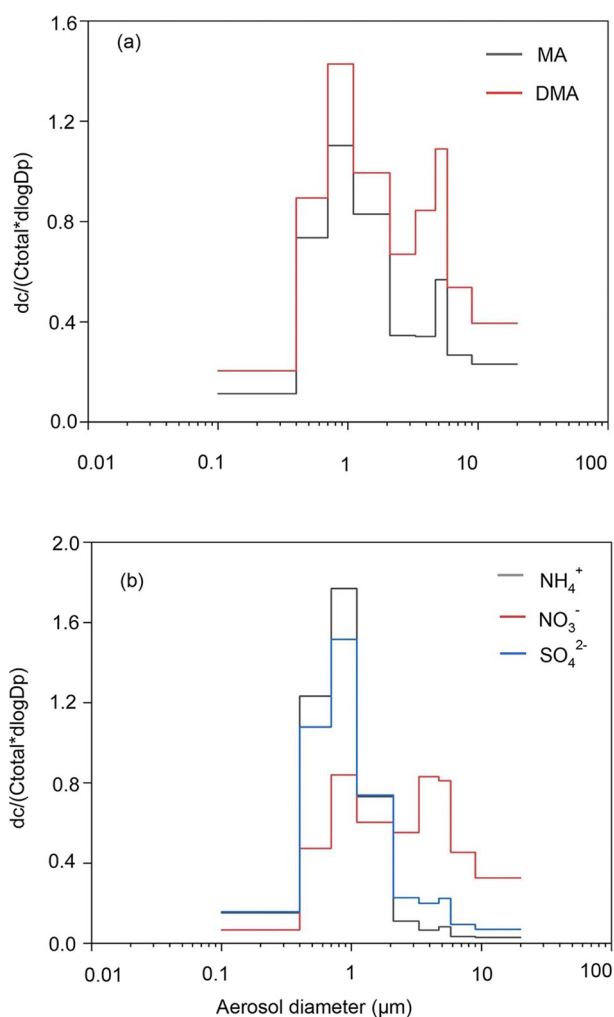 (a)
MA
DMA
dc/(Ctotal*dlogDp)
1.6
1.2
0.8
0.4
0.0
0.01 0.1 1 10 100
(b)
NH₄⁺
NO₃⁻
SO₄²⁻
dc/(Ctotal*dlogDp)
2.0
1.6
1.2
0.8
0.4
0.0
0.01 0.1 1 10 100
Aerosol diameter (µm)